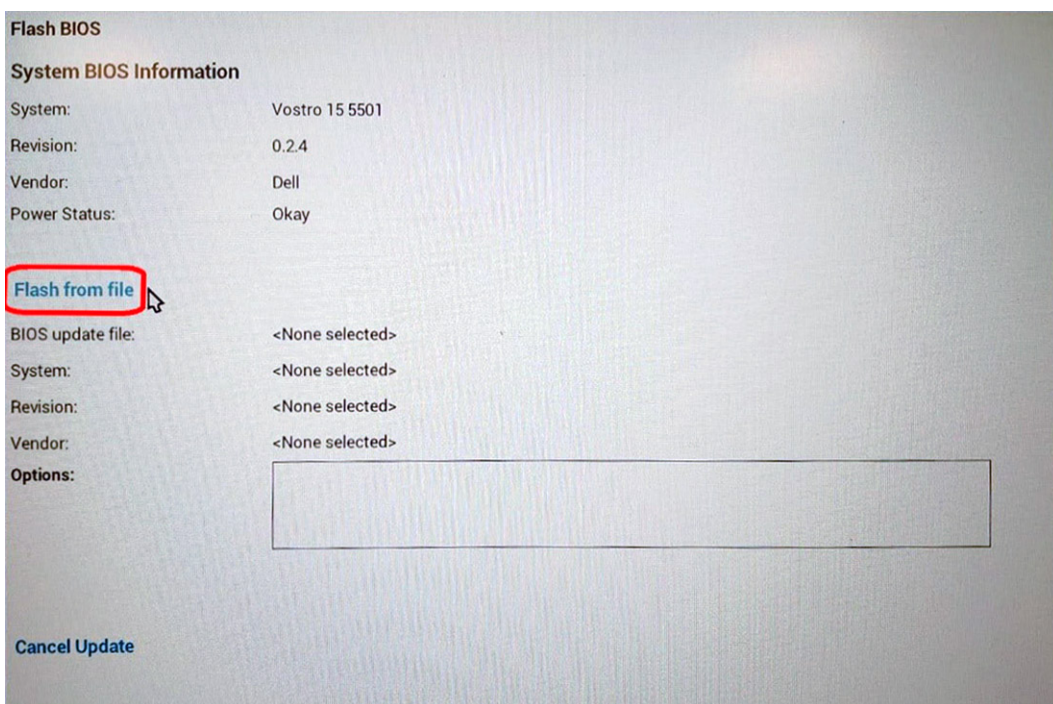 Flash BIOS
System BIOS Information
System: Vostro 15 5501
Revision: 0.2.4
Vendor: Dell
Power Status: Okay
Flash from file
BIOS update file: <None selected>
System: <None selected>
Revision: <None selected>
Vendor: <None selected>
Options:
Cancel Update